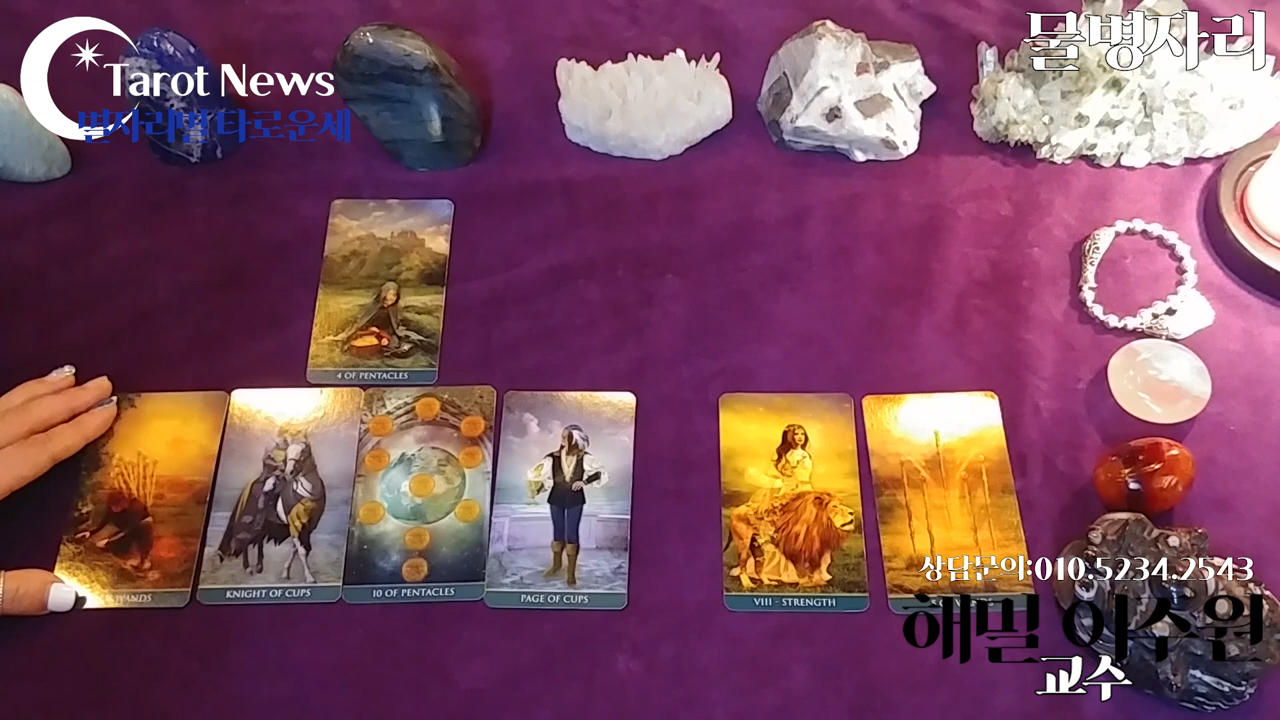 Tarot News
별자리별 타로운세
물병자리
4 OF PENTACLES
WANDS
KNIGHT OF CUPS
10 OF PENTACLES
PAGE OF CUPS
VIII - STRENGTH
상담문의:010.5234.2543
해밀 이주원
교수